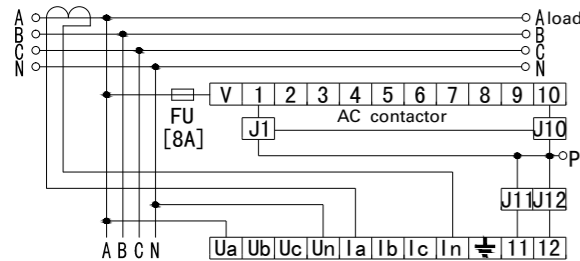 A A load
B B
C C
N N
V 1 2 3 4 5 6 7 8 9 10
FU
[8A]
AC contactor
J1 J10
P
J11 J12
A B C N
Ua Ub Uc Un Ia Ib Ic In ⏚ 11 12